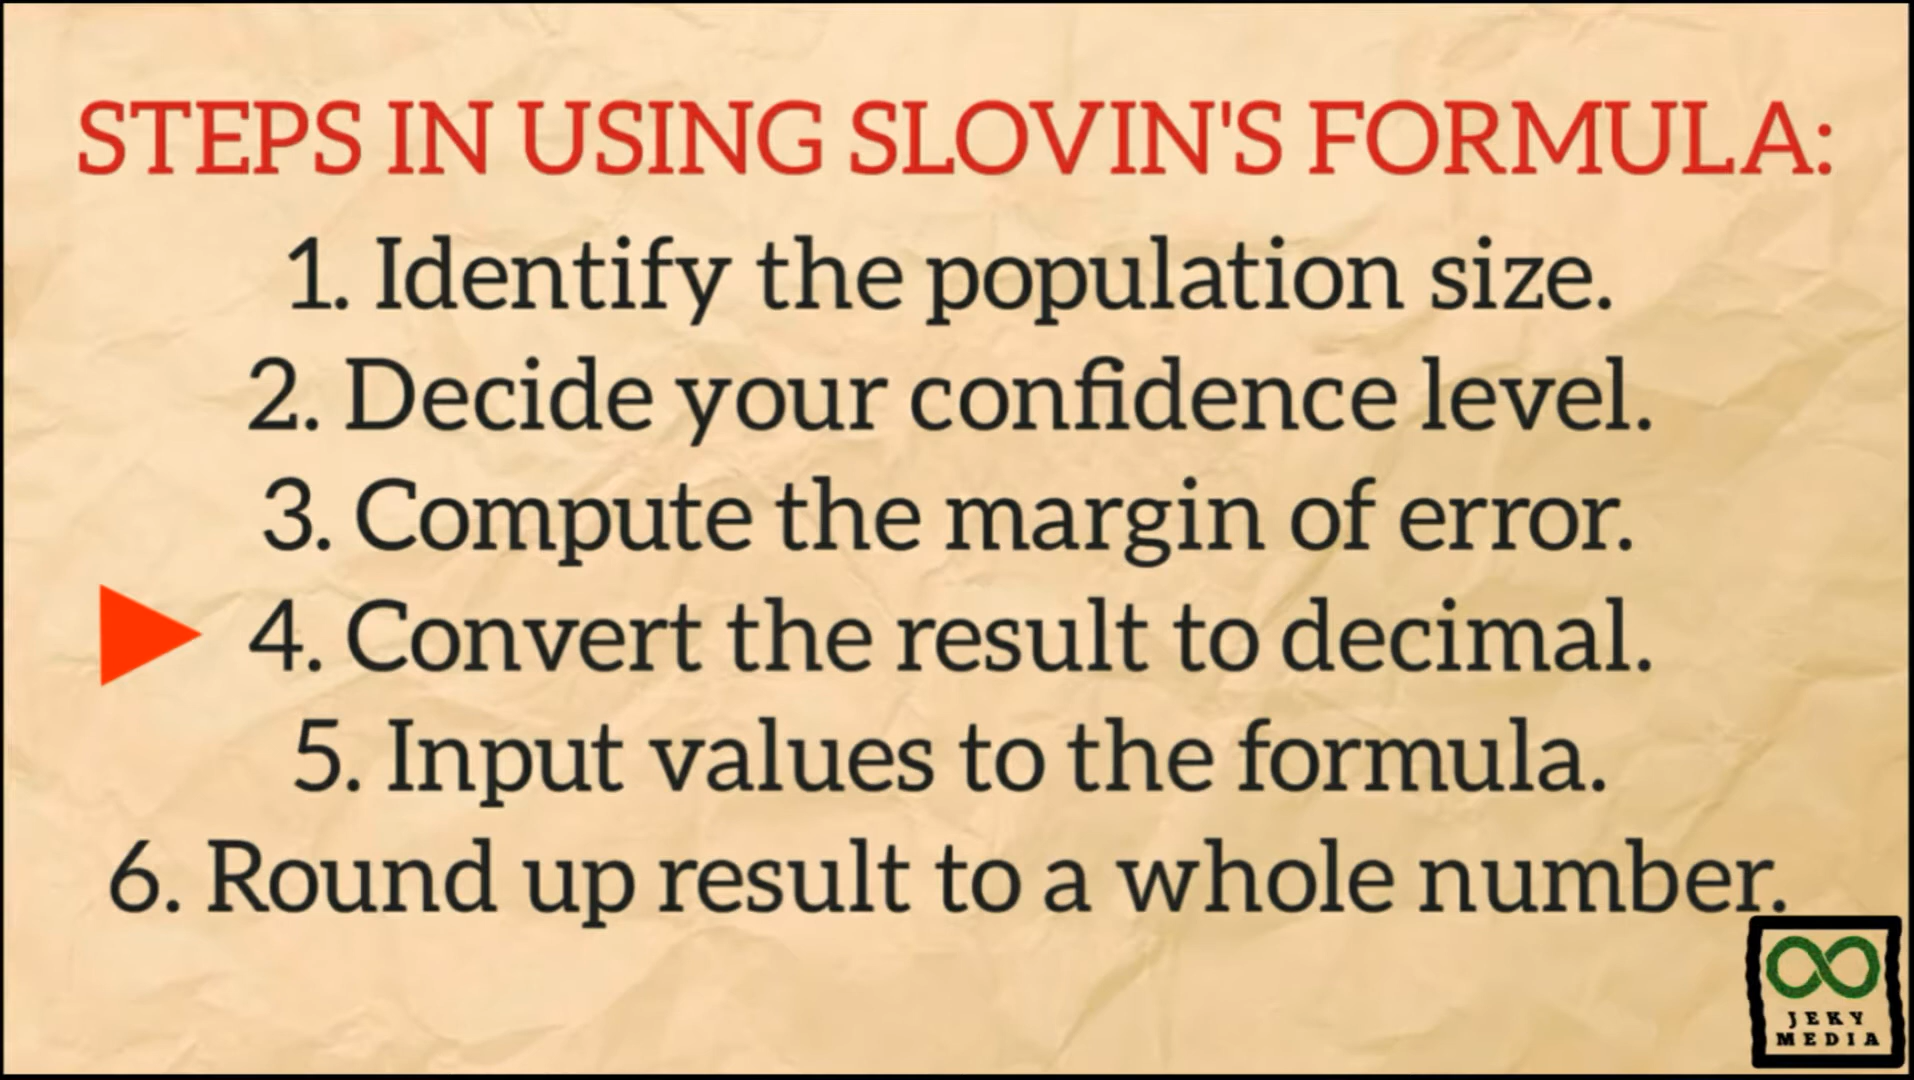 STEPS IN USING SLOVIN'S FORMULA:
1. Identify the population size.
2. Decide your confidence level.
3. Compute the margin of error.
4. Convert the result to decimal.
5. Input values to the formula.
6. Round up result to a whole number.
JEKY
MEDIA